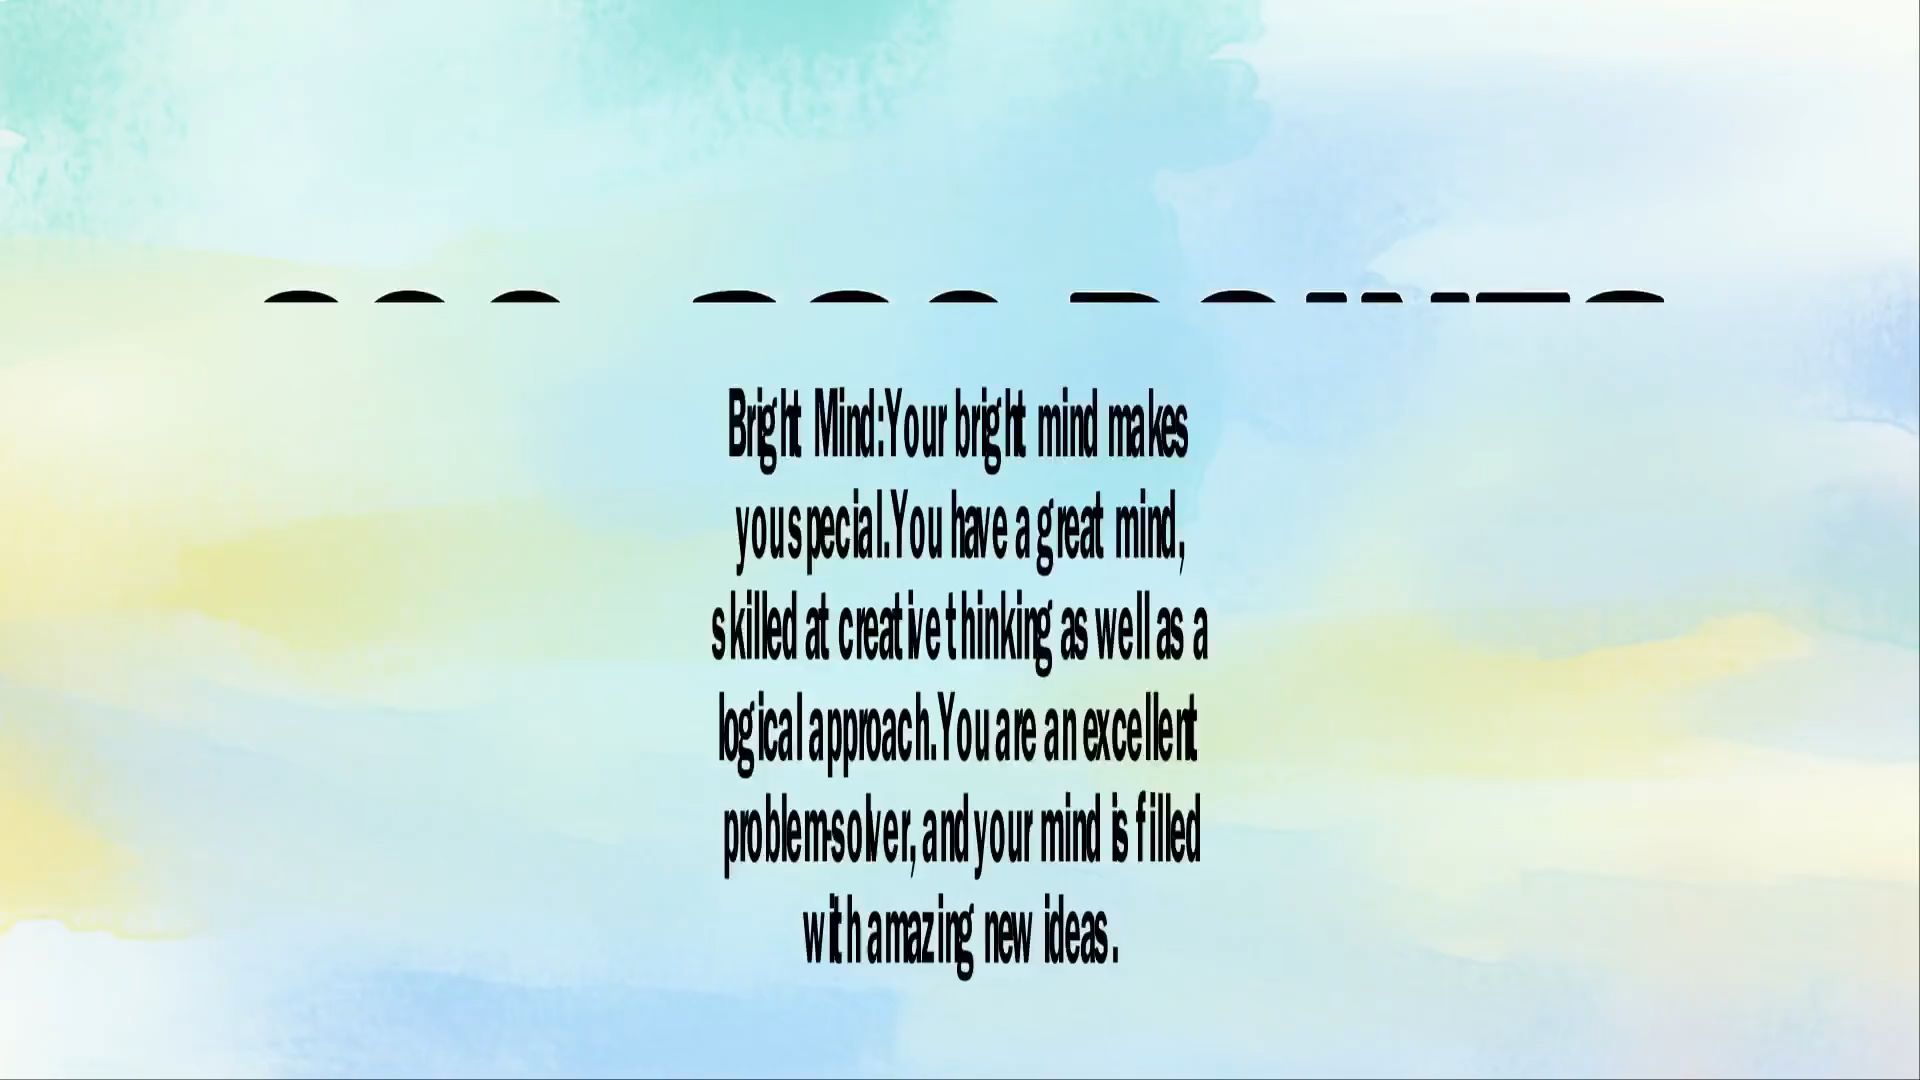 Bright Mind:Your bright mind makes
you special.You have a great mind,
skilled at creative thinking as well as a
logical approach.You are an excellent
problem-solver, and your mind is filled
with amazing new ideas.